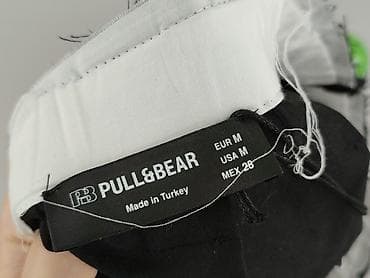 PB PULL&BEAR
Made in Turkey
EUR M
USA M
MEX 28